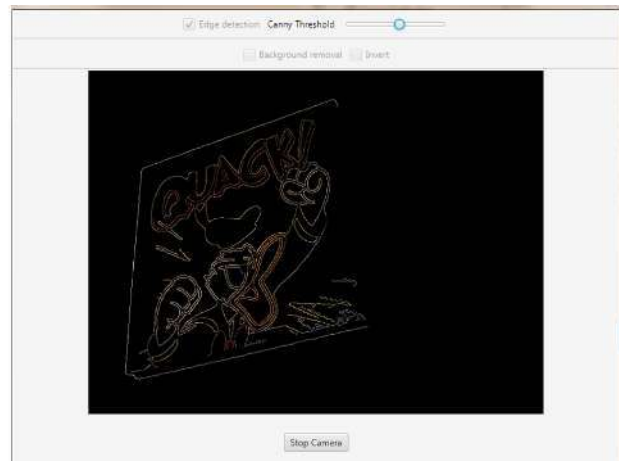 Edge detection Canny Threshold
Background removal Invert
QUACK!
Stop Camera